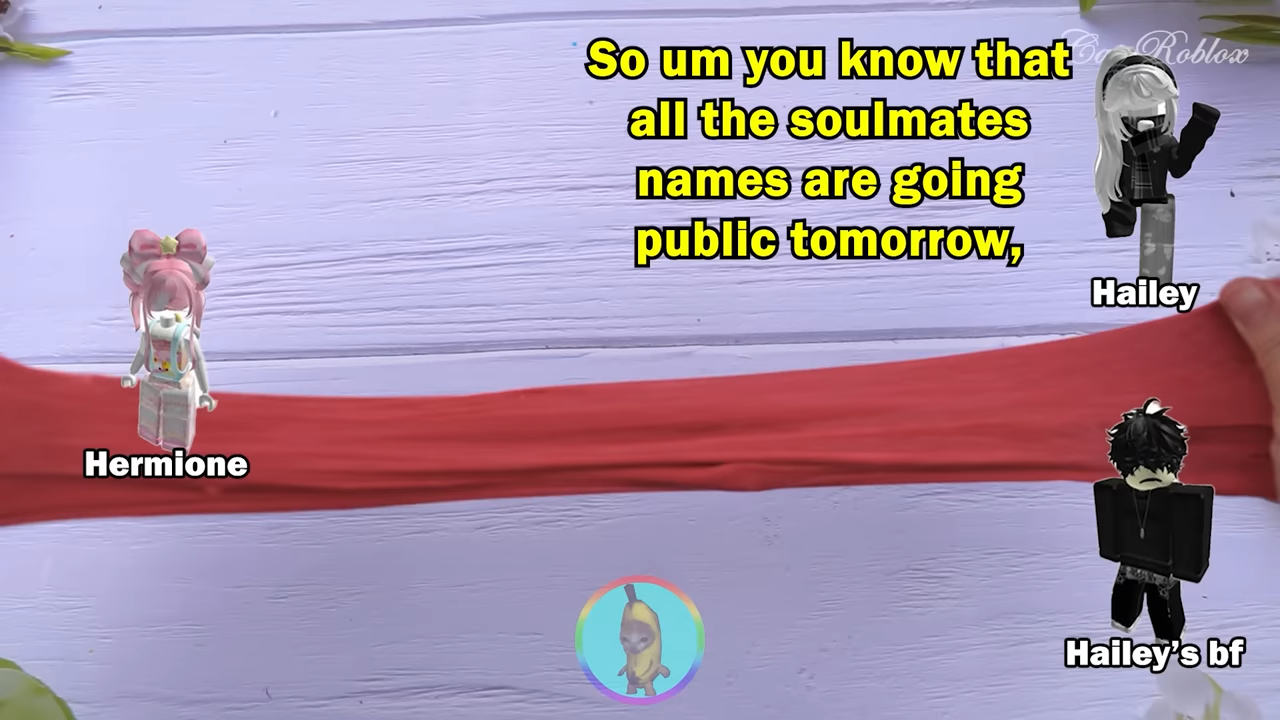 So um you know that
all the soulmates
names are going
public tomorrow,
Hailey
Hermione
Hailey's bf